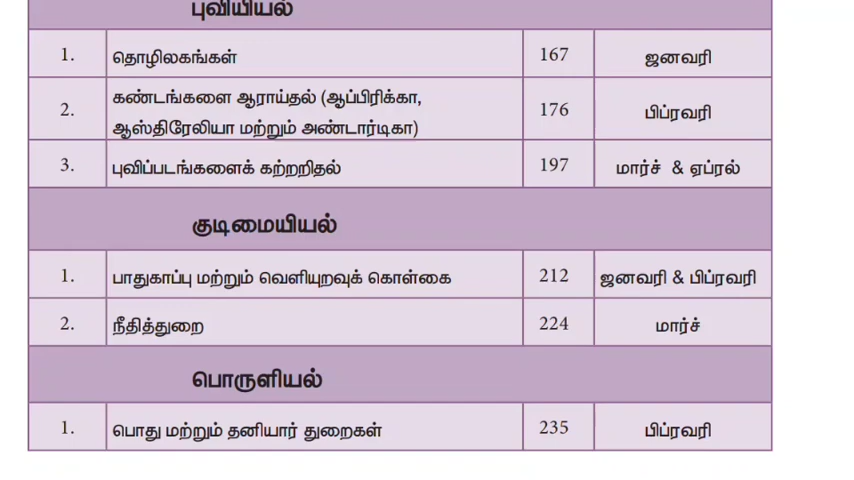 புவியியல்
1. தொழிலகங்கள் 167 ஜனவரி
2. கண்டங்களை ஆராய்தல் (ஆப்பிரிக்கா,
ஆஸ்திரேலியா மற்றும் அண்டார்டிகா) 176 பிப்ரவரி
3. புவிப்படங்களைக் கற்றறிதல் 197 மார்ச் & ஏப்ரல்
குடிமையியல்
1. பாதுகாப்பு மற்றும் வெளியுறவுக் கொள்கை 212 ஜனவரி & பிப்ரவரி
2. நீதித்துறை 224 மார்ச்
பொருளியல்
1. பொது மற்றும் தனியார் துறைகள் 235 பிப்ரவரி